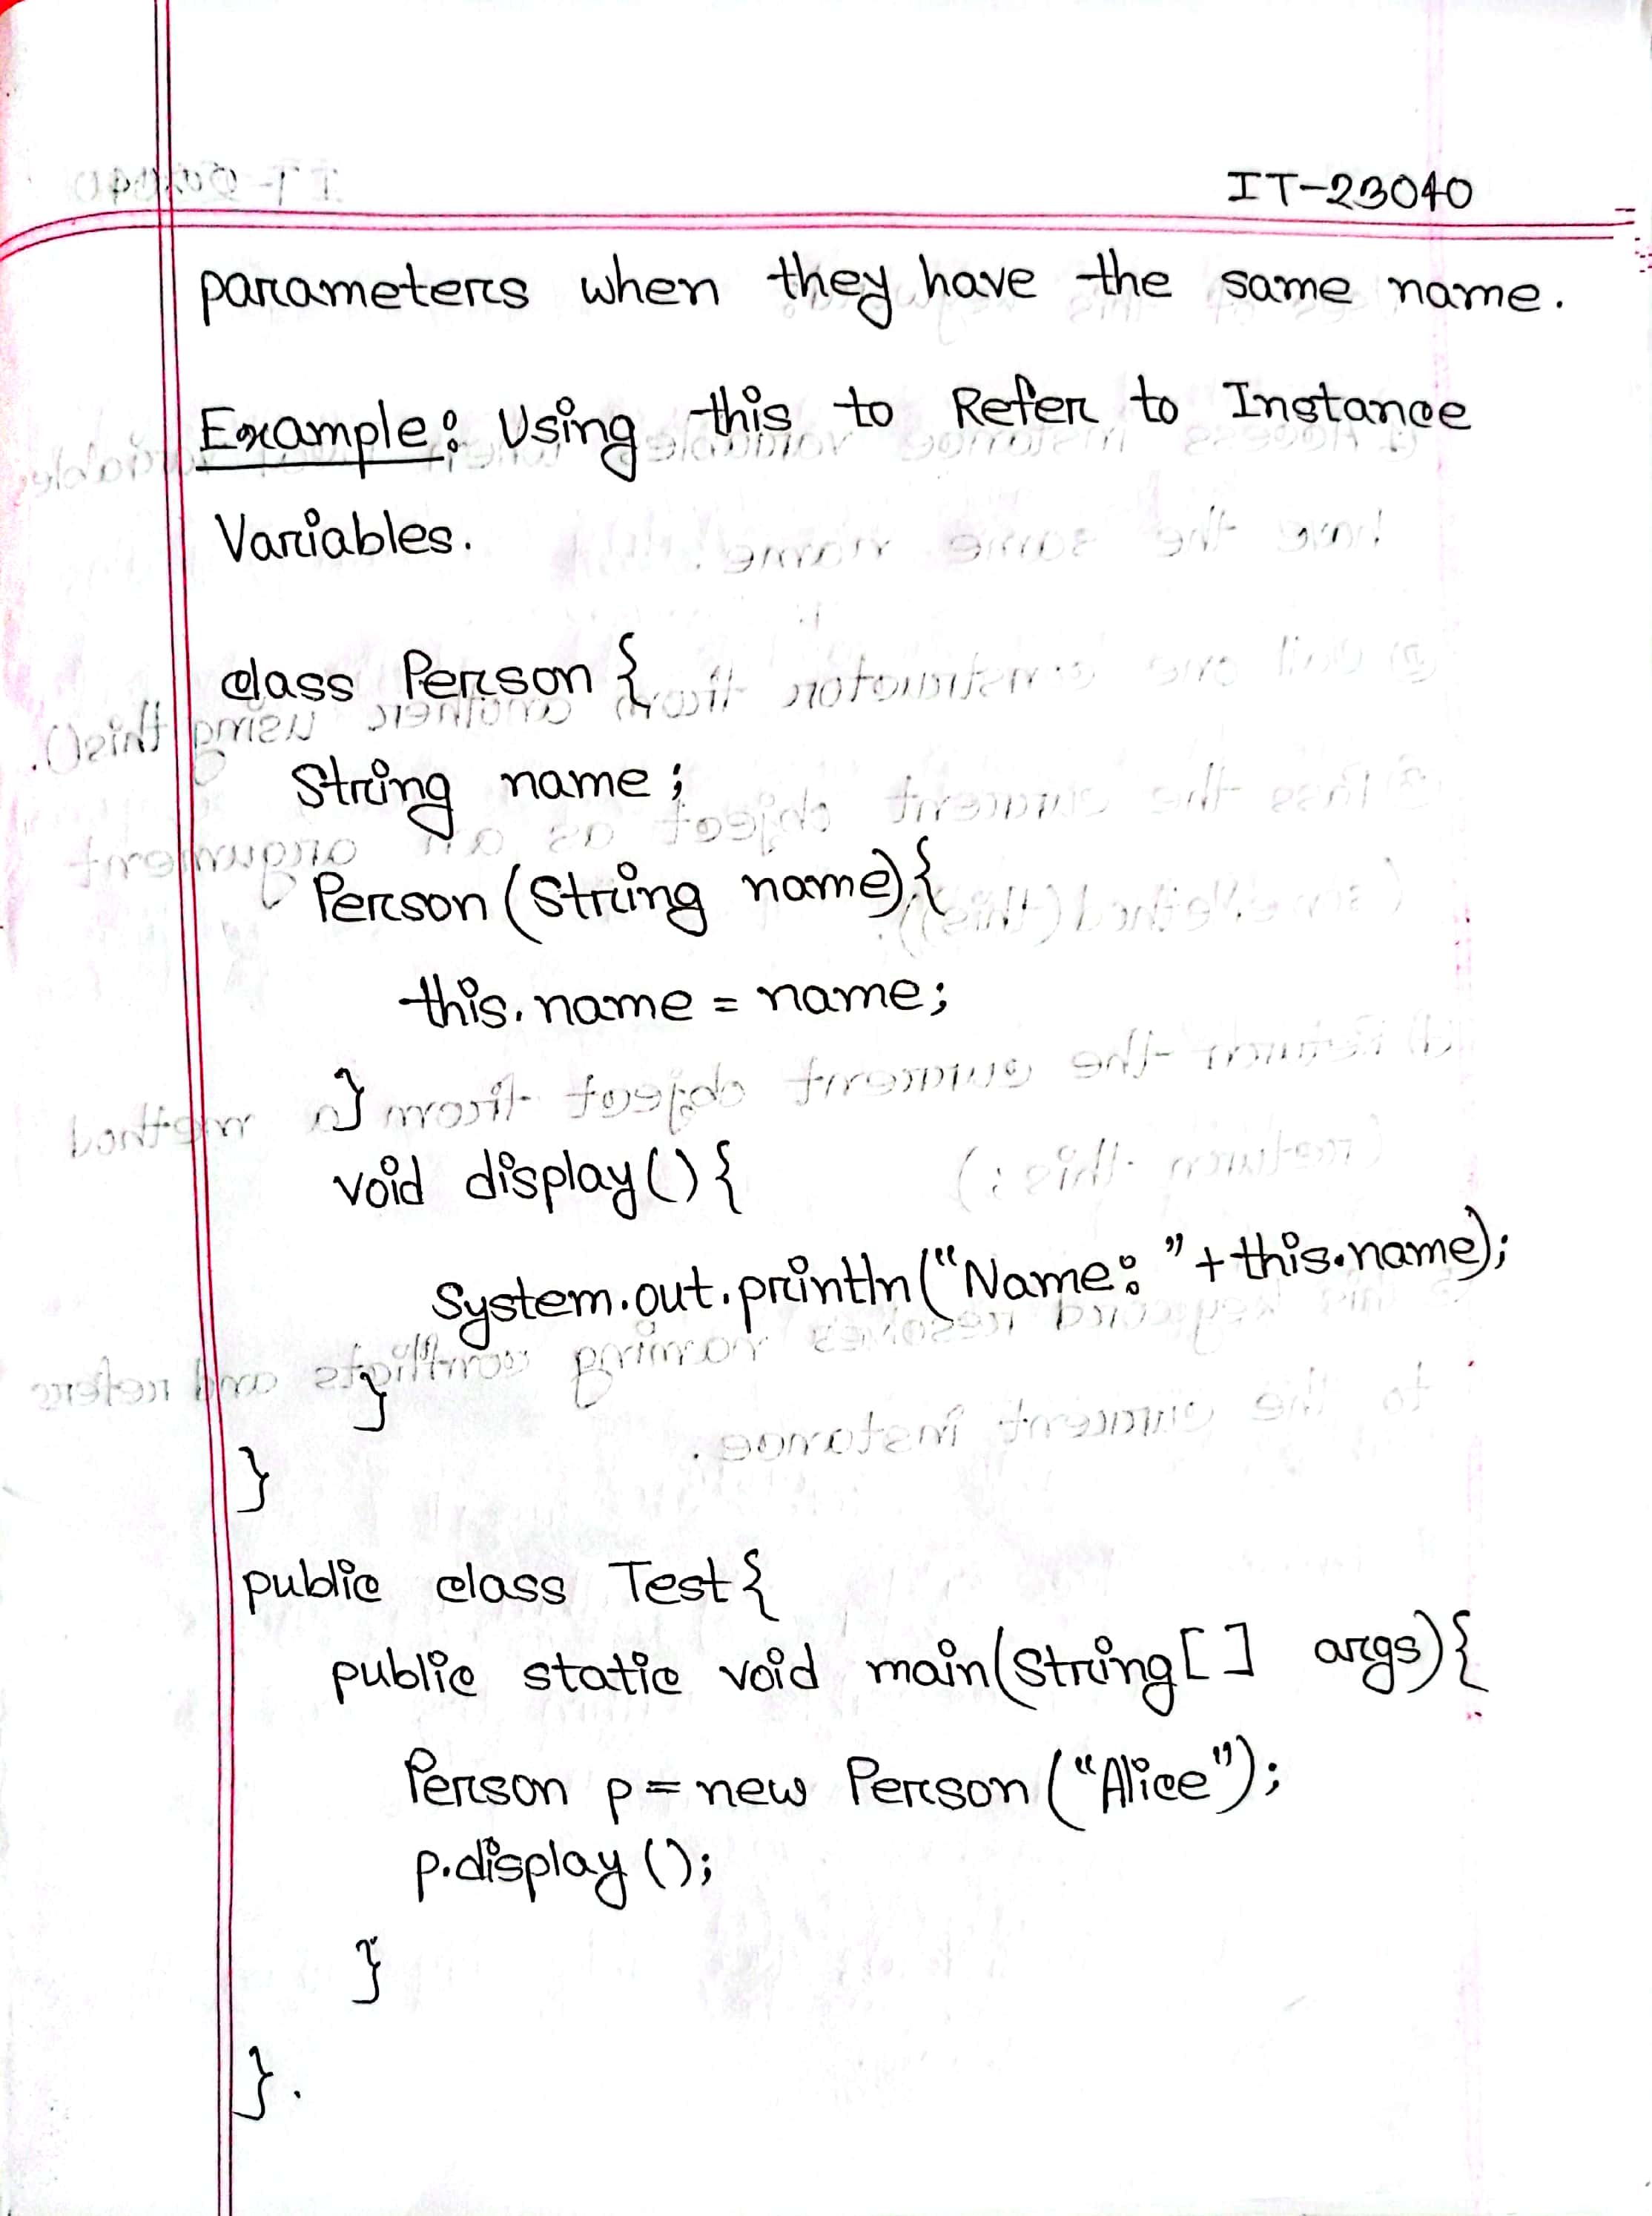 IT-23040
parameters when they have the same name.
Example: Using this to Refer to Instance
Variables.
class Person {
String name;
Person (String name){
this.name = name;
}
void display() {
System.out.println("Name: " + this.name);
}
}
public class Test {
public static void main(String[] args){
Person p = new Person ("Alice");
p.display();
}
}.